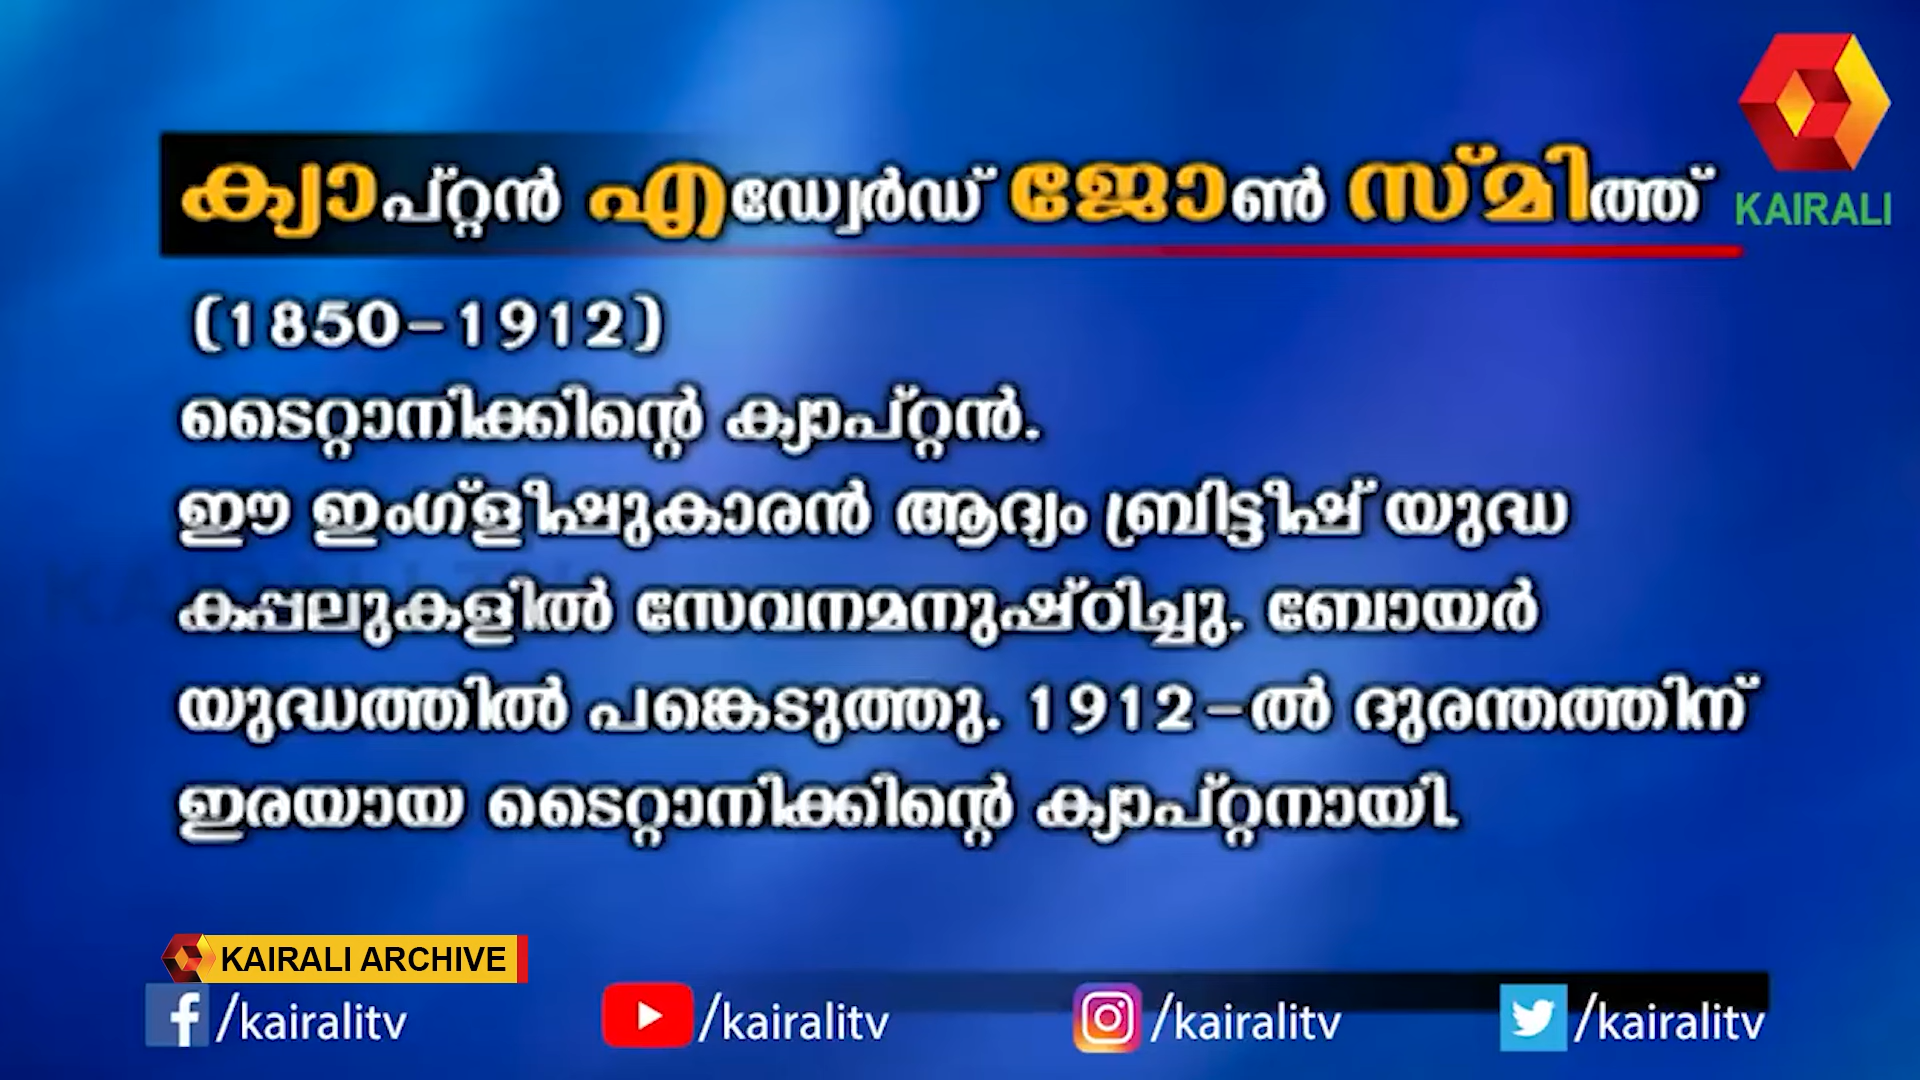 KAIRALI
ക്യാപ്റ്റൻ എഡ്വേർഡ് ജോൺ സ്മിത്ത്
(1850-1912)
ടൈറ്റാനിക്കിന്റെ ക്യാപ്റ്റൻ.
ഈ ഇംഗ്ളീഷുകാരൻ ആദ്യം ബ്രിട്ടീഷ് യുദ്ധ
കപ്പലുകളിൽ സേവനമനുഷ്ഠിച്ചു. ബോയർ
യുദ്ധത്തിൽ പങ്കെടുത്തു. 1912-ൽ ദുരന്തത്തിന്
ഇരയായ ടൈറ്റാനിക്കിന്റെ ക്യാപ്റ്റനായി.
KAIRALI ARCHIVE
/kairalitv /kairalitv /kairalitv /kairalitv